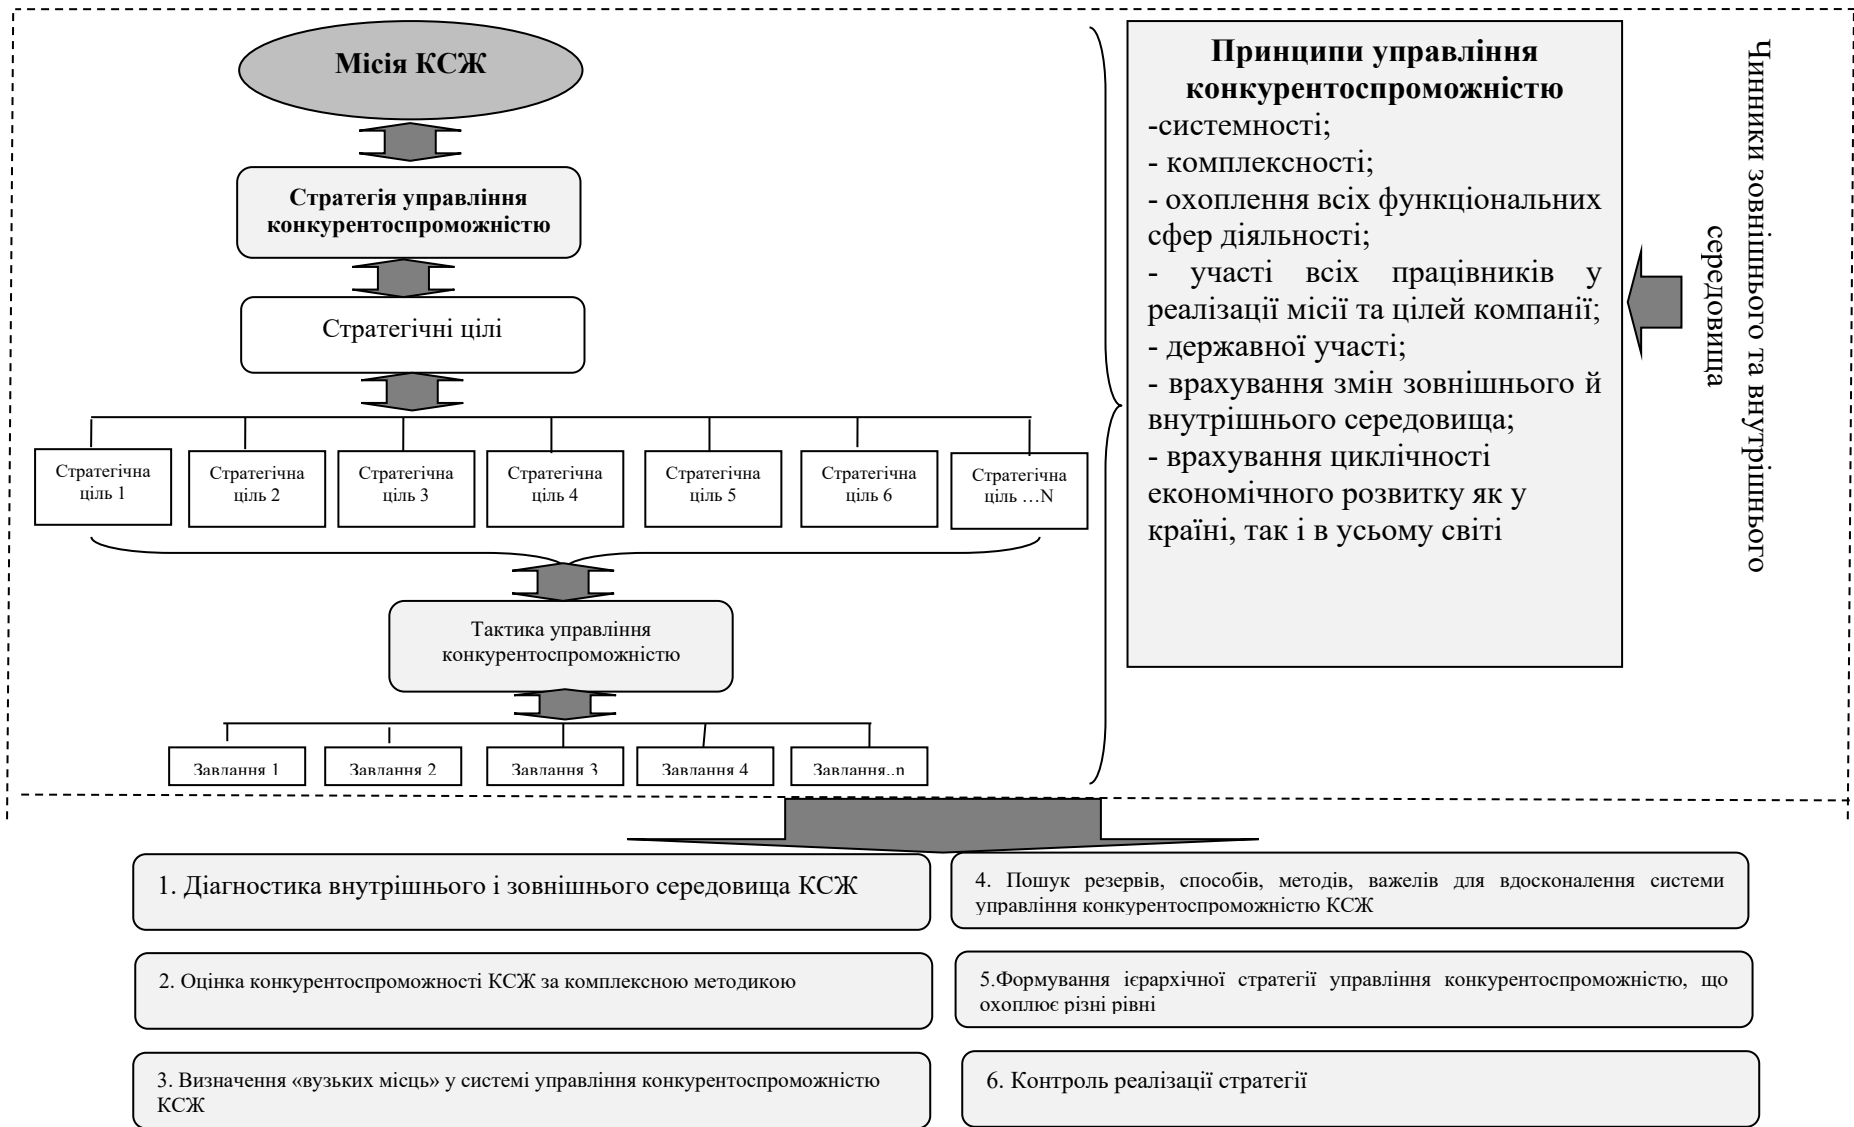 Місія КСЖ
Стратегія управління
конкурентоспроможністю
Стратегічні цілі
Стратегічна
ціль 1
Стратегічна
ціль 2
Стратегічна
ціль 3
Стратегічна
ціль 4
Стратегічна
ціль 5
Стратегічна
ціль 6
Стратегічна
ціль …N
Тактика управління
конкурентоспроможністю
Завдання 1
Завдання 2
Завдання 3
Завдання 4
Завдання..n
Принципи управління
конкурентоспроможністю
-системності;
- комплексності;
- охоплення всіх функціональних
сфер діяльності;
- участі всіх працівників у
реалізації місії та цілей компанії;
- державної участі;
- врахування змін зовнішнього й
внутрішнього середовища;
- врахування циклічності
економічного розвитку як у
країні, так і в усьому світі
Чинники зовнішнього та внутрішнього
середовища
1. Діагностика внутрішнього і зовнішнього середовища КСЖ
2. Оцінка конкурентоспроможності КСЖ за комплексною методикою
3. Визначення «вузьких місць» у системі управління конкурентоспроможністю
КСЖ
4. Пошук резервів, способів, методів, важелів для вдосконалення системи
управління конкурентоспроможністю КСЖ
5.Формування ієрархічної стратегії управління конкурентоспроможністю, що
охоплює різні рівні
6. Контроль реалізації стратегії